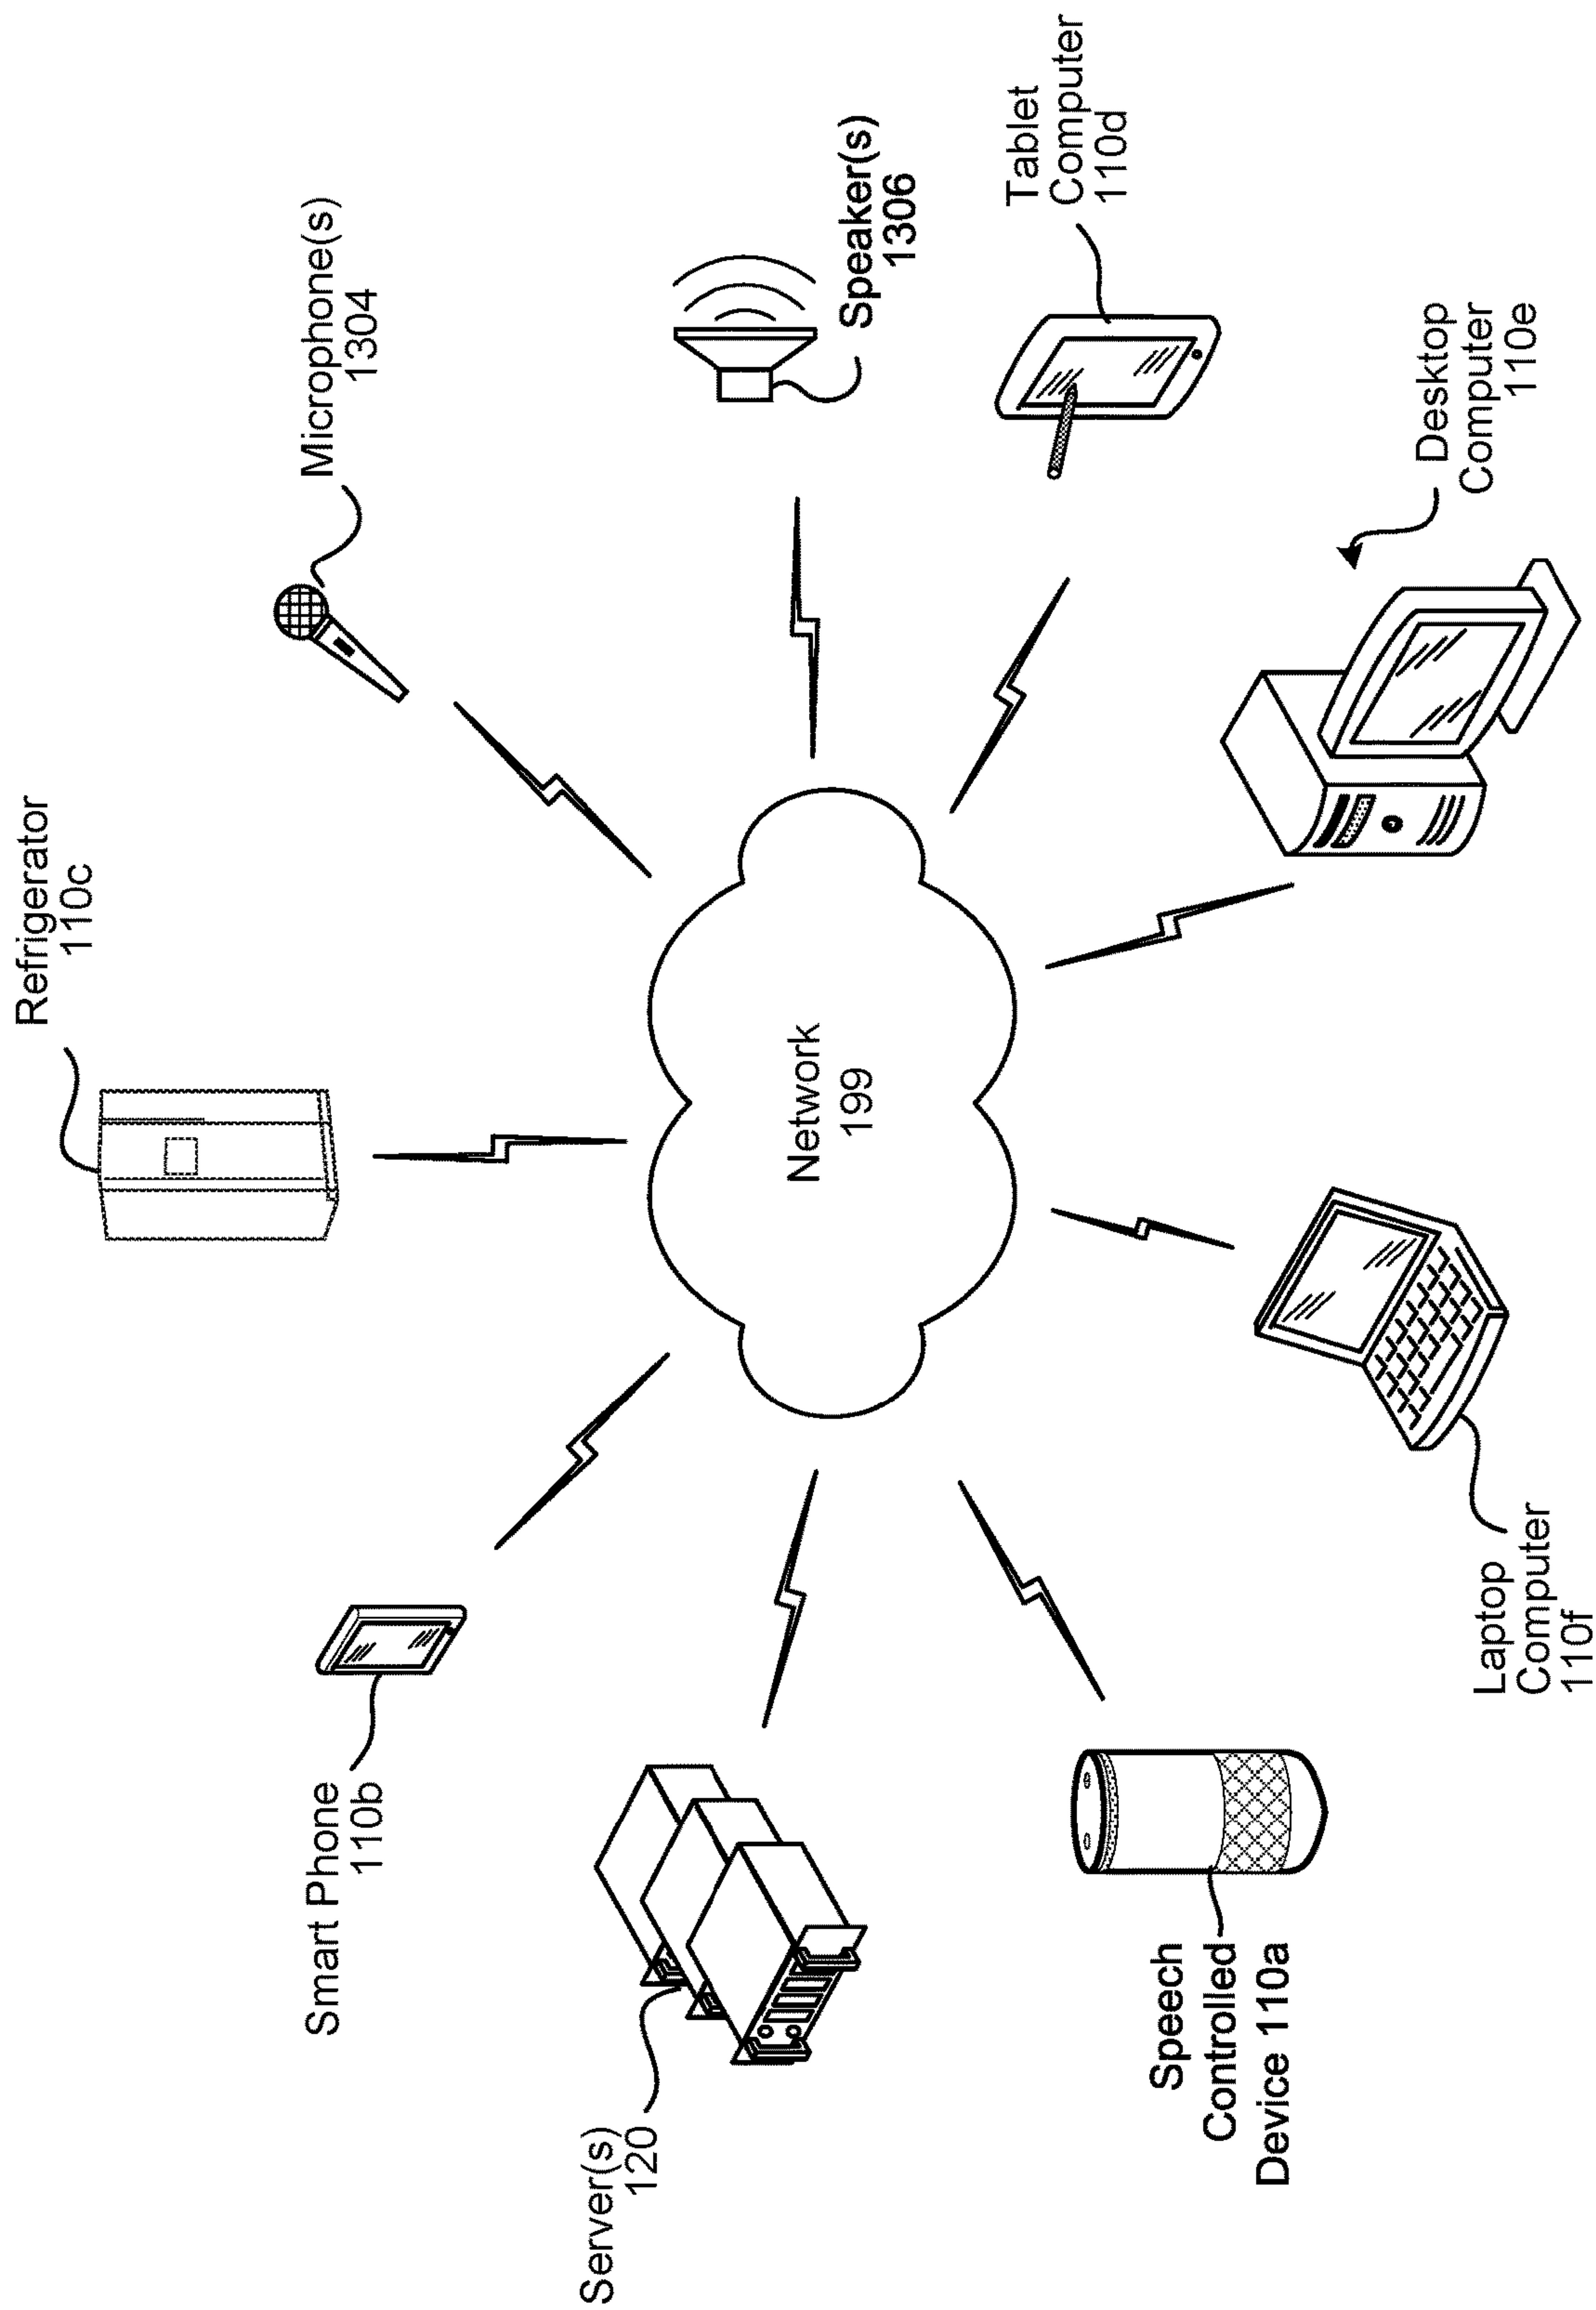 Refrigerator
110c
Smart Phone
110b
Microphone(s)
1304
Server(s)
120
Network
199
Speaker(s)
1306
Tablet
Computer
110d
Speech
Controlled
Device 110a
Laptop
Computer
110f
Desktop
Computer
110e